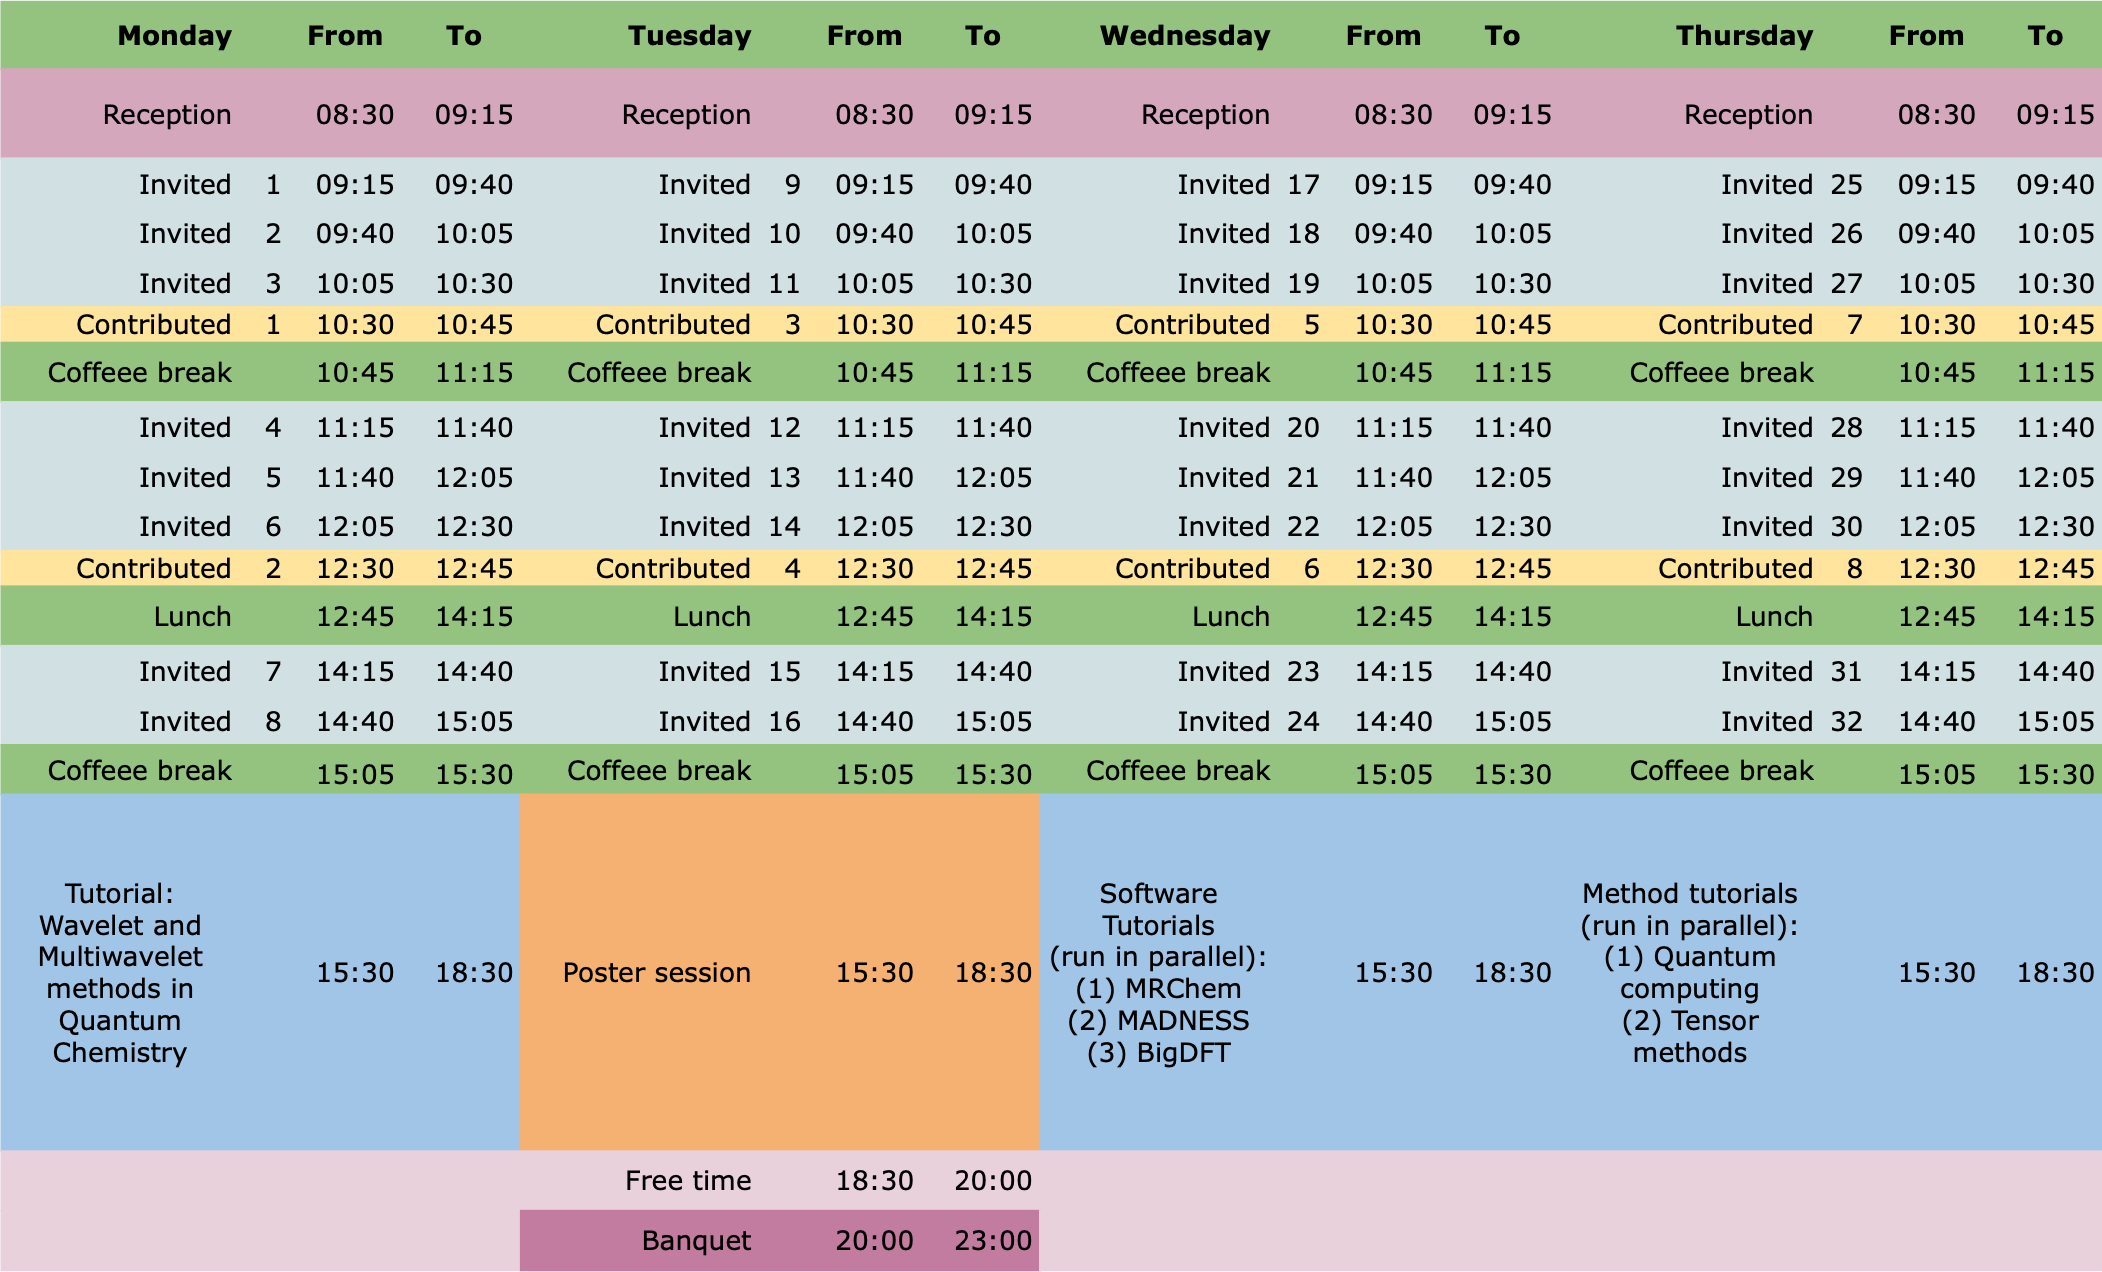 Monday From To Tuesday From To Wednesday From To Thursday From To
Reception 08:30 09:15 Reception 08:30 09:15 Reception 08:30 09:15 Reception 08:30 09:15
Invited 1 09:15 09:40 Invited 9 09:15 09:40 Invited 17 09:15 09:40 Invited 25 09:15 09:40
Invited 2 09:40 10:05 Invited 10 09:40 10:05 Invited 18 09:40 10:05 Invited 26 09:40 10:05
Invited 3 10:05 10:30 Invited 11 10:05 10:30 Invited 19 10:05 10:30 Invited 27 10:05 10:30
Contributed 1 10:30 10:45 Contributed 3 10:30 10:45 Contributed 5 10:30 10:45 Contributed 7 10:30 10:45
Coffeee break 10:45 11:15 Coffeee break 10:45 11:15 Coffeee break 10:45 11:15 Coffeee break 10:45 11:15
Invited 4 11:15 11:40 Invited 12 11:15 11:40 Invited 20 11:15 11:40 Invited 28 11:15 11:40
Invited 5 11:40 12:05 Invited 13 11:40 12:05 Invited 21 11:40 12:05 Invited 29 11:40 12:05
Invited 6 12:05 12:30 Invited 14 12:05 12:30 Invited 22 12:05 12:30 Invited 30 12:05 12:30
Contributed 2 12:30 12:45 Contributed 4 12:30 12:45 Contributed 6 12:30 12:45 Contributed 8 12:30 12:45
Lunch 12:45 14:15 Lunch 12:45 14:15 Lunch 12:45 14:15 Lunch 12:45 14:15
Invited 7 14:15 14:40 Invited 15 14:15 14:40 Invited 23 14:15 14:40 Invited 31 14:15 14:40
Invited 8 14:40 15:05 Invited 16 14:40 15:05 Invited 24 14:40 15:05 Invited 32 14:40 15:05
Coffeee break 15:05 15:30 Coffeee break 15:05 15:30 Coffeee break 15:05 15:30 Coffeee break 15:05 15:30
Tutorial:
Wavelet and
Multiwavelet
methods in
Quantum
Chemistry
15:30 18:30
Poster session 15:30 18:30
Software
Tutorials
(run in parallel):
(1) MRChem
(2) MADNESS
(3) BigDFT
15:30 18:30
Method tutorials
(run in parallel):
(1) Quantum
computing
(2) Tensor
methods
15:30 18:30
Free time 18:30 20:00
Banquet 20:00 23:00